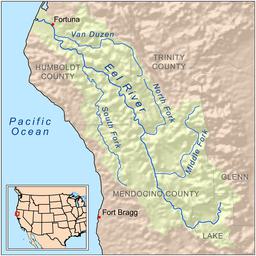 Fortuna
Van Duzen
TRINITY
COUNTY
HUMBOLDT
COUNTY
Eel River
North Fork
South Fork
Pacific
Ocean
Middle Fork
GLENN
MENDOCINO COUNTY
Fort Bragg
LAKE